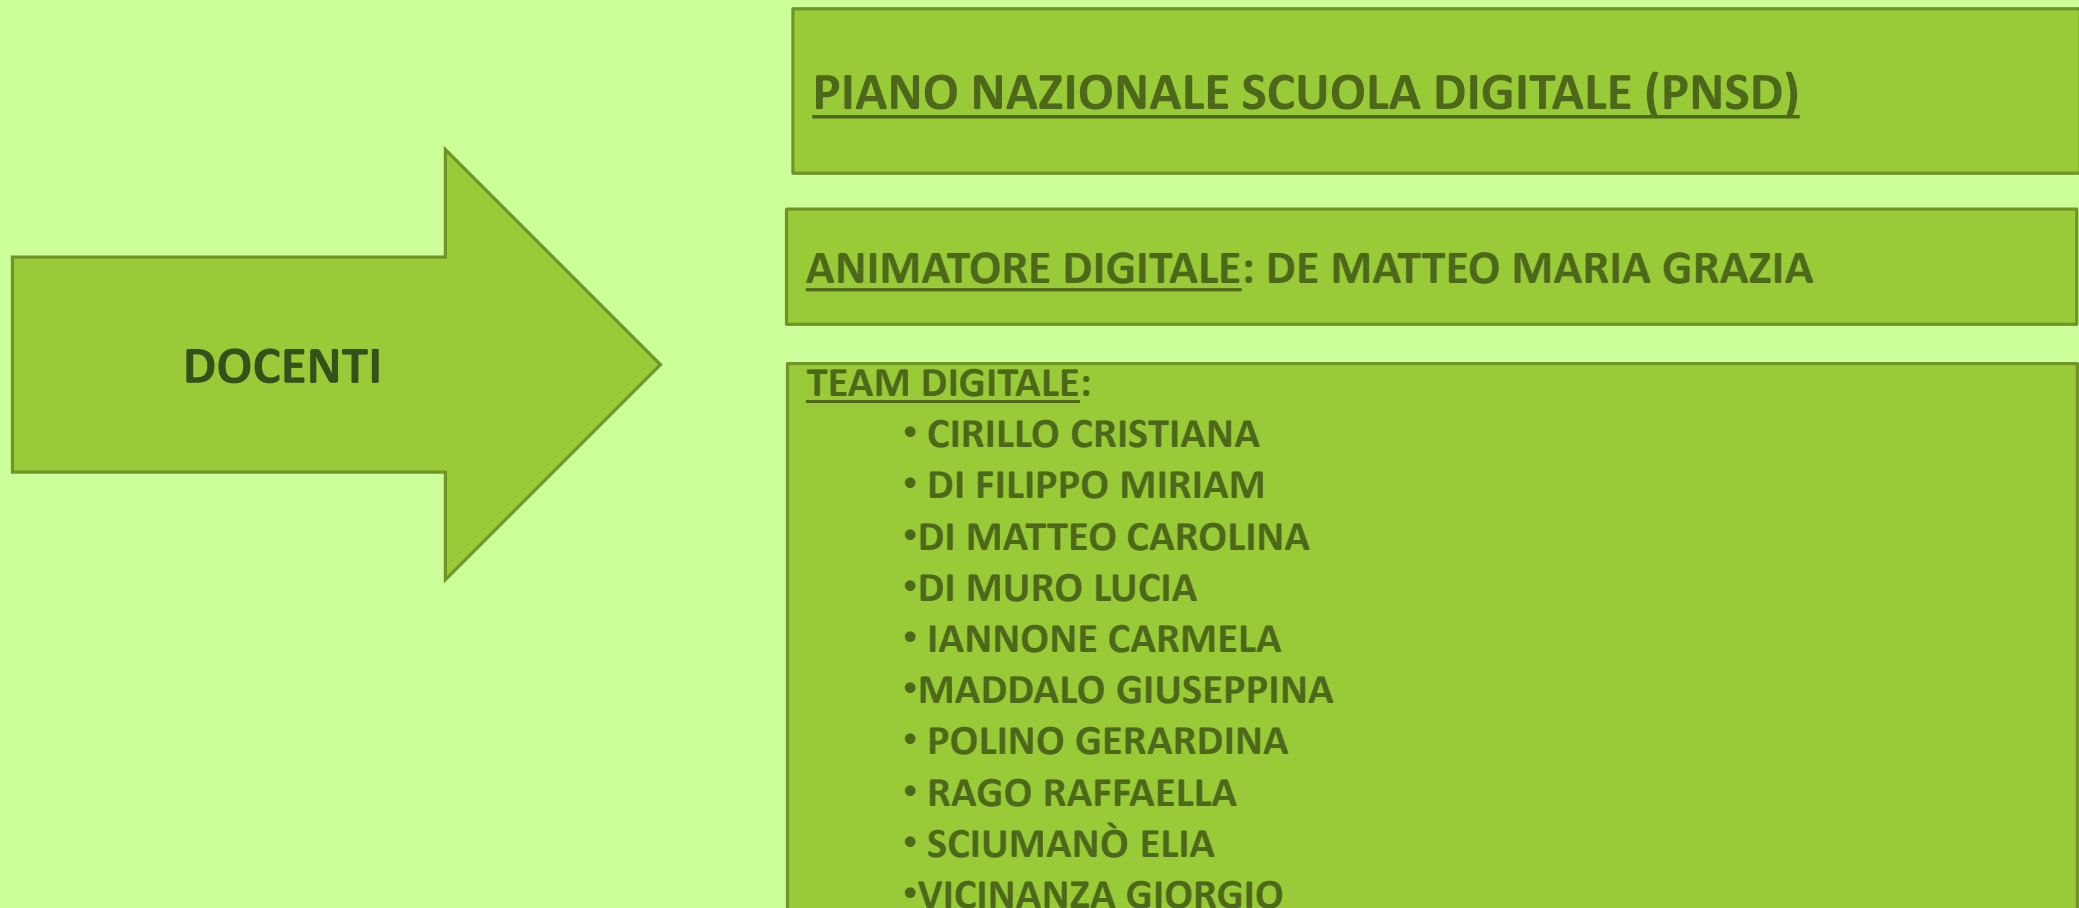 PIANO NAZIONALE SCUOLA DIGITALE (PNSD)
ANIMATORE DIGITALE: DE MATTEO MARIA GRAZIA
DOCENTI
TEAM DIGITALE:
• CIRILLO CRISTIANA
• DI FILIPPO MIRIAM
•DI MATTEO CAROLINA
•DI MURO LUCIA
• IANNONE CARMELA
•MADDALO GIUSEPPINA
• POLINO GERARDINA
• RAGO RAFFAELLA
• SCIUMANÒ ELIA
•VICINANZA GIORGIO